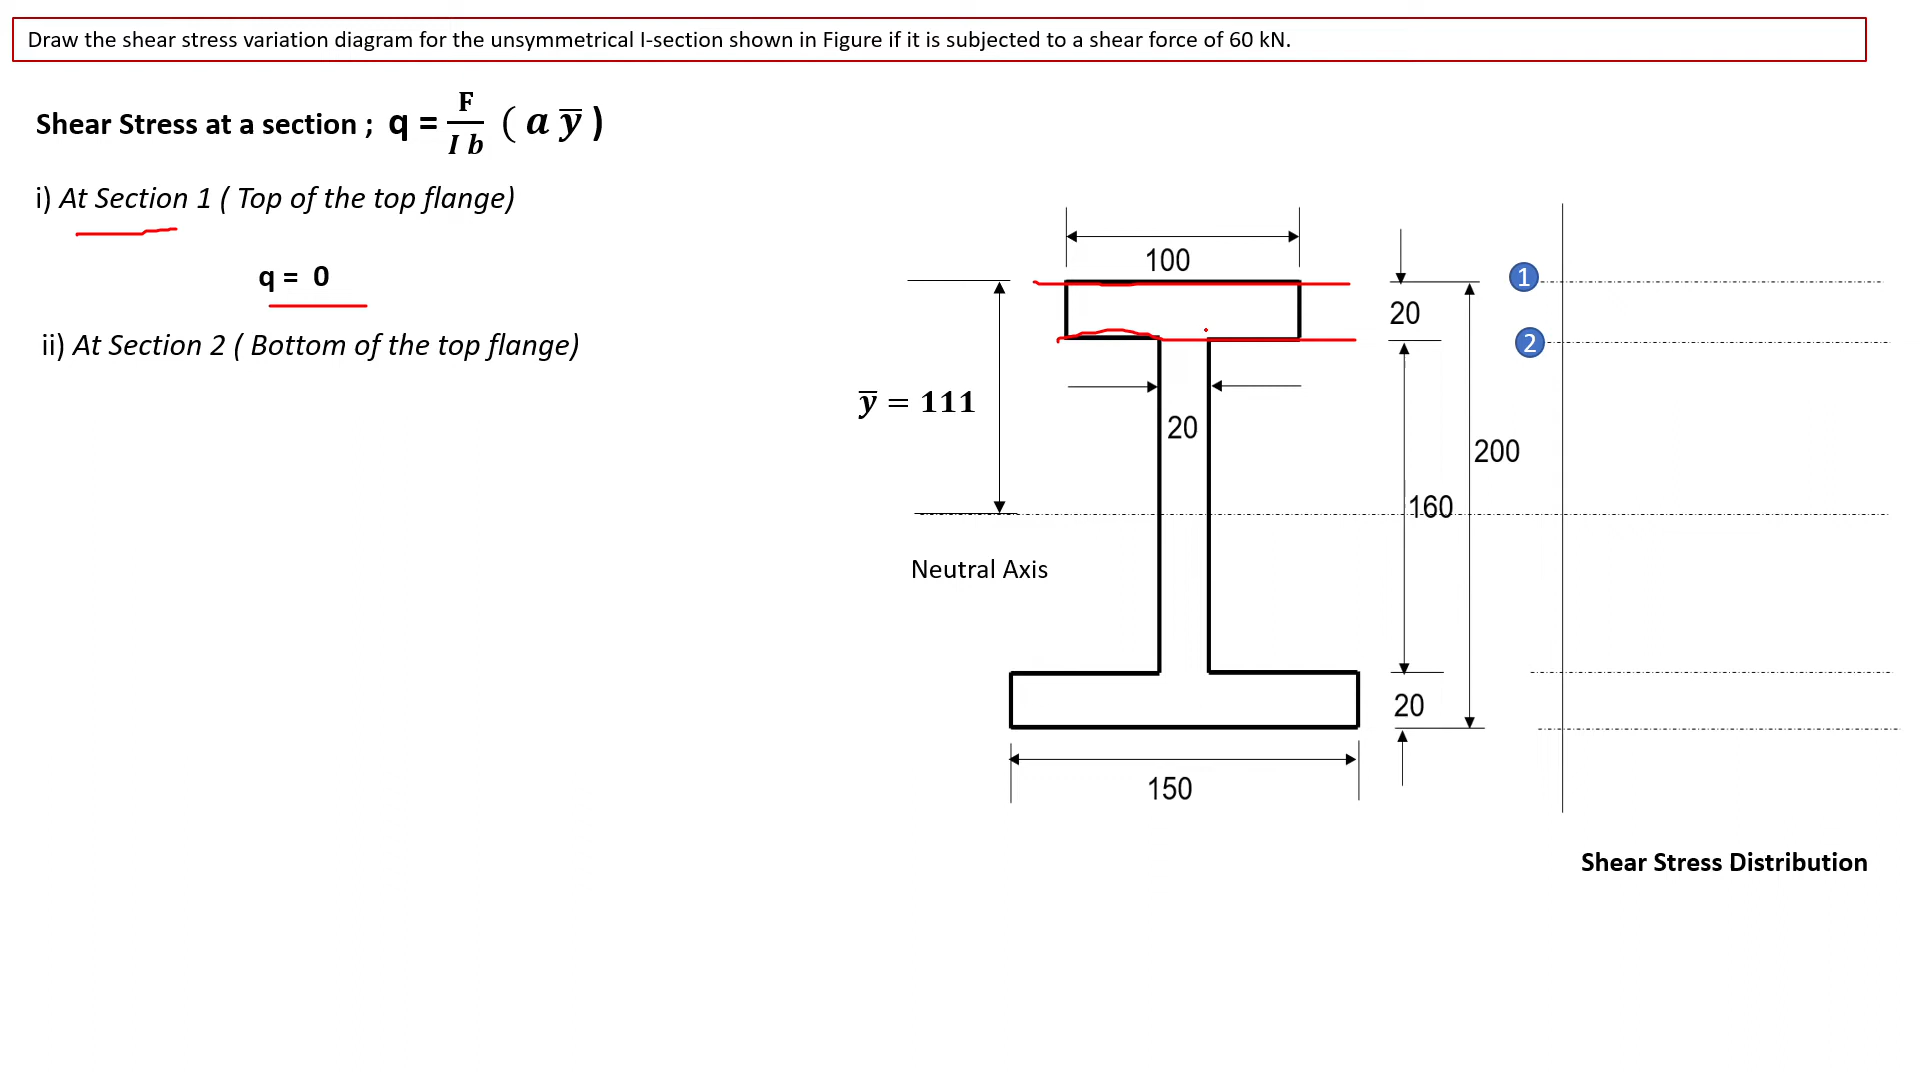 Draw the shear stress variation diagram for the unsymmetrical I-section shown in Figure if it is subjected to a shear force of 60 kN.
Shear Stress at a section ; q = F / I b ( a y̅ )
i) At Section 1 ( Top of the top flange)
q = 0
ii) At Section 2 ( Bottom of the top flange)
100
1
20
2
y̅ = 111
20
200
160
Neutral Axis
20
150
Shear Stress Distribution